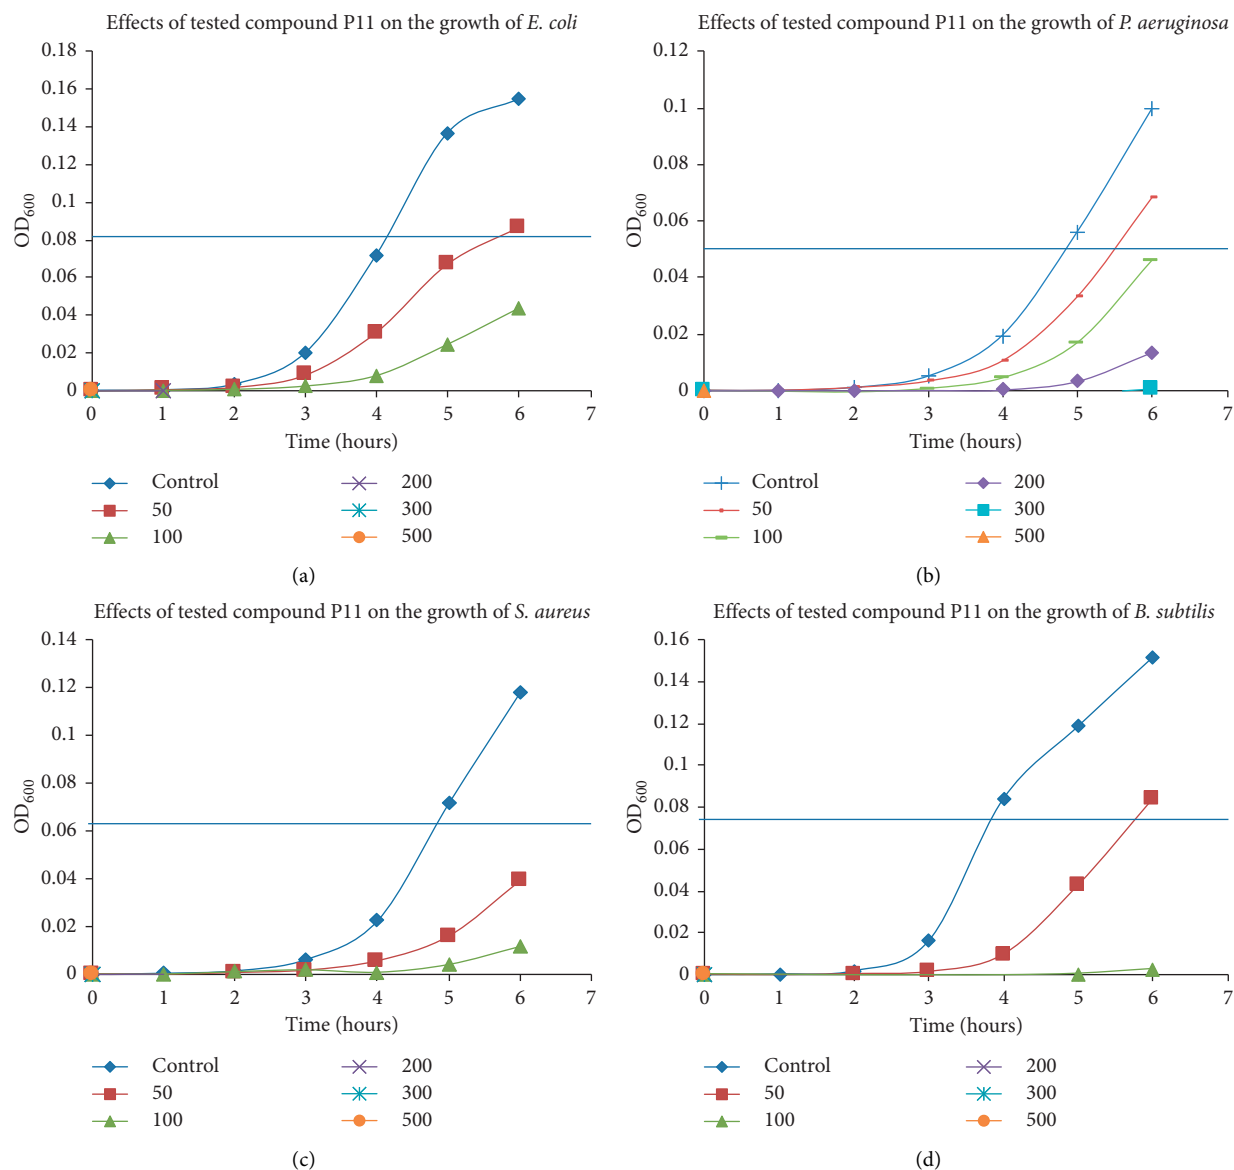 Effects of tested compound P11 on the growth of E. coli
0.18
0.16
0.14
0.12
0.1
0.08
0.06
0.04
0.02
0
OD600
0 1 2 3 4 5 6 7
Time (hours)
Control 200
50 300
100 500
(a)
Effects of tested compound P11 on the growth of P. aeruginosa
0.12
0.1
0.08
0.06
0.04
0.02
0
OD600
0 1 2 3 4 5 6 7
Time (hours)
Control 200
50 300
100 500
(b)
Effects of tested compound P11 on the growth of S. aureus
0.14
0.12
0.1
0.08
0.06
0.04
0.02
0
OD600
0 1 2 3 4 5 6 7
Time (hours)
Control 200
50 300
100 500
(c)
Effects of tested compound P11 on the growth of B. subtilis
0.16
0.14
0.12
0.1
0.08
0.06
0.04
0.02
0
OD600
0 1 2 3 4 5 6 7
Time (hours)
Control 200
50 300
100 500
(d)